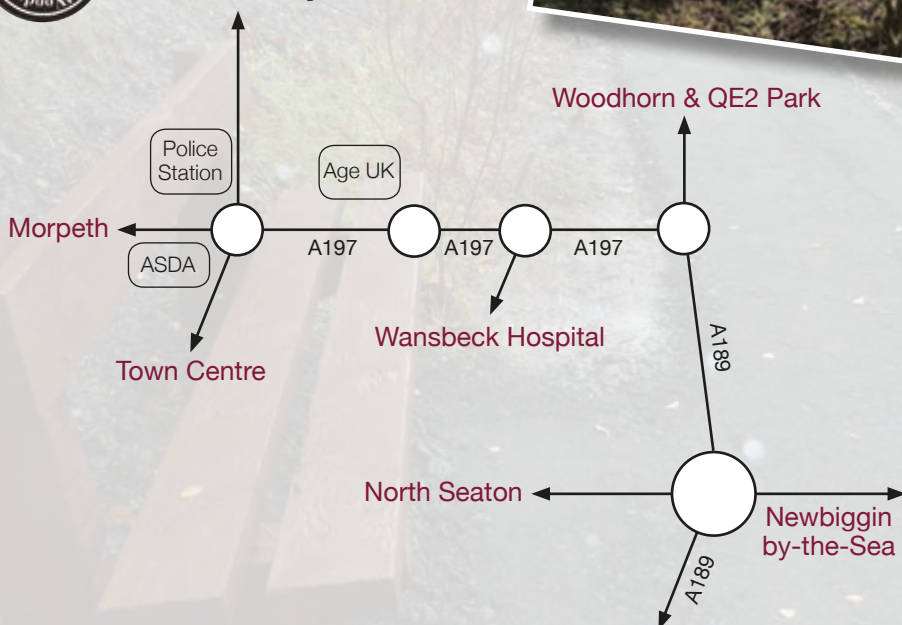 Woodhorn & QE2 Park
Police
Station
Age UK
Morpeth
A197
A197
A197
ASDA
Wansbeck Hospital
Town Centre
A189
North Seaton
Newbiggin
by-the-Sea
A189